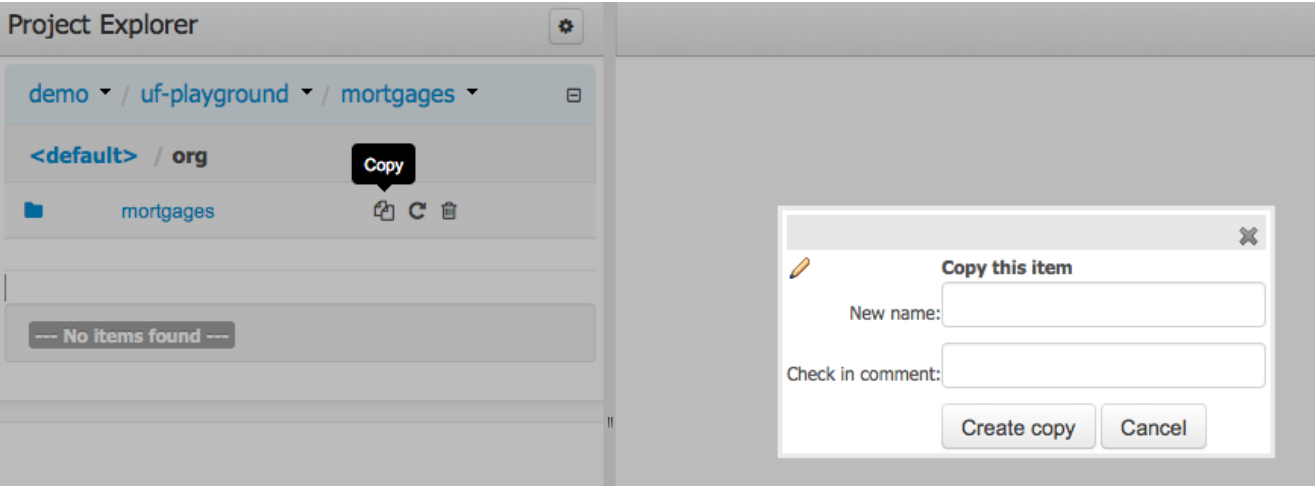 Project Explorer
demo / uf-playground / mortgages
<default> / org
Copy
mortgages
--- No items found ---
Copy this item
New name:
Check in comment:
Create copy Cancel